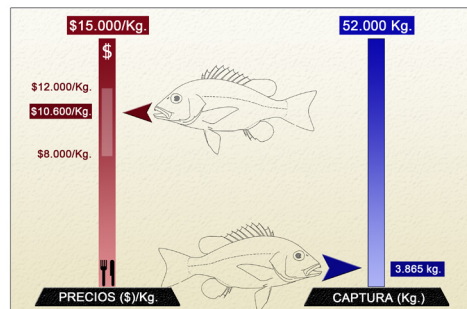 $15.000/Kg.
52.000 Kg.
$
$12.000/Kg.
$10.600/Kg.
$8.000/Kg.
3.865 kg.
PRECIOS ($)/Kg.
CAPTURA (Kg.)